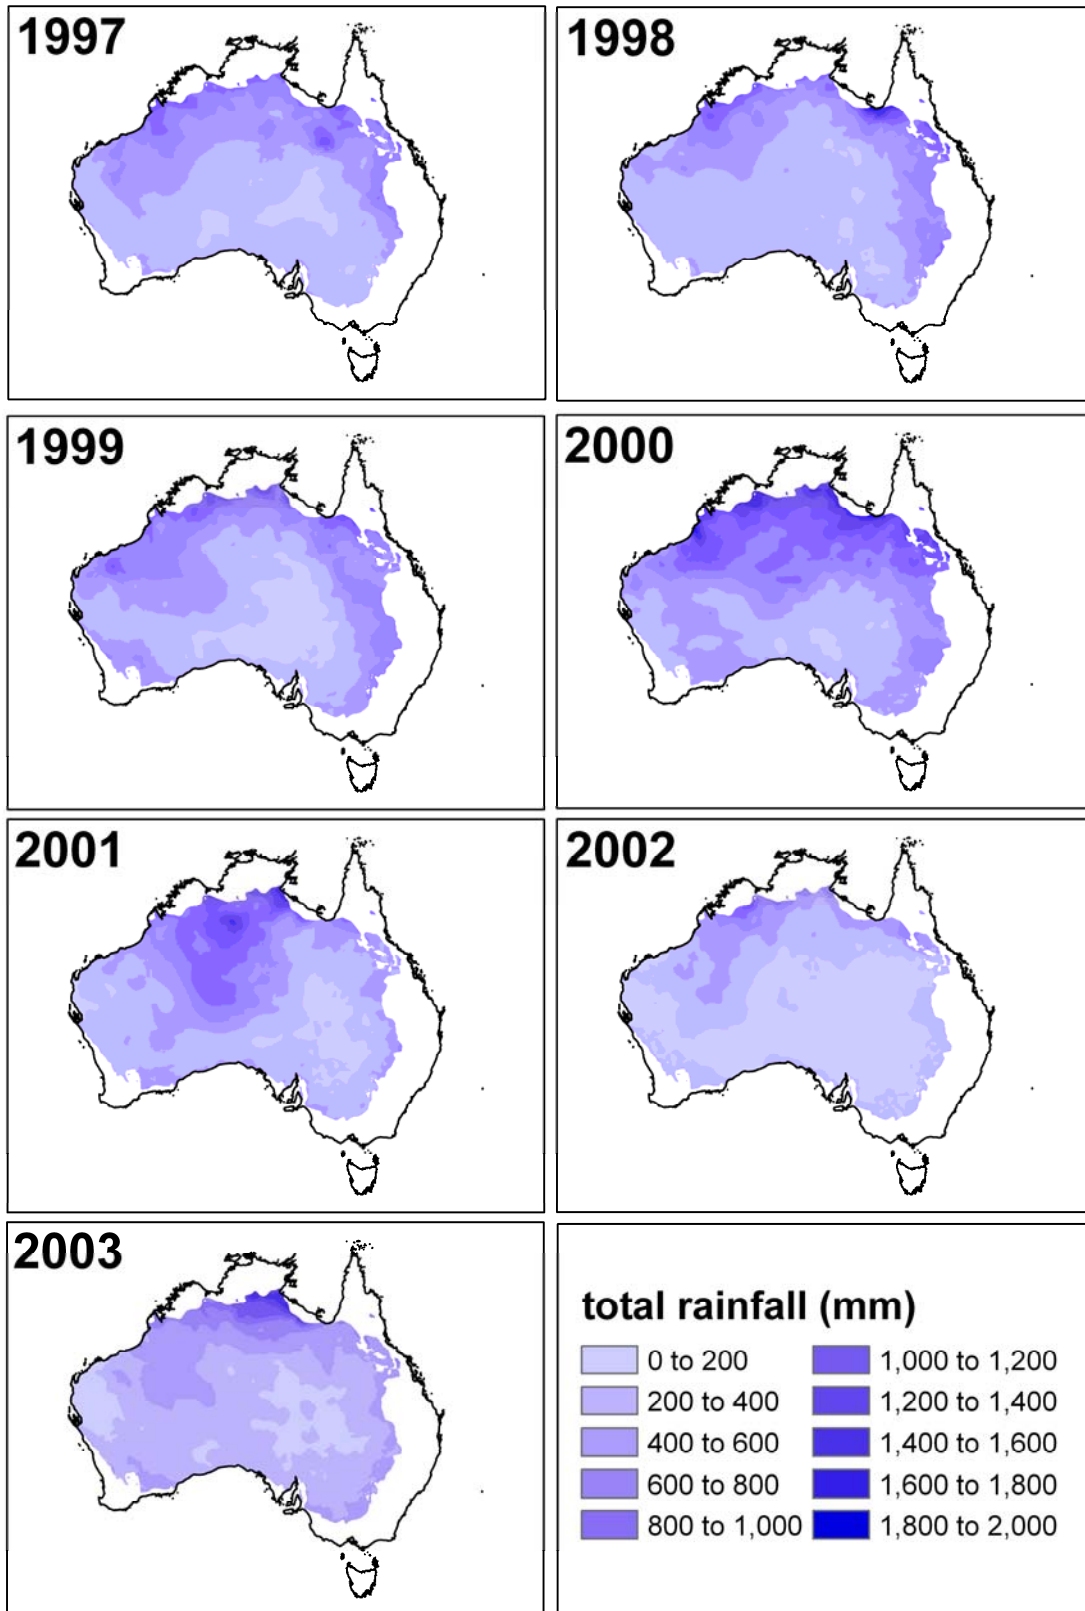 1997
1998
1999
2000
2001
2002
2003
total rainfall (mm)
0 to 200
200 to 400
400 to 600
600 to 800
800 to 1,000
1,000 to 1,200
1,200 to 1,400
1,400 to 1,600
1,600 to 1,800
1,800 to 2,000